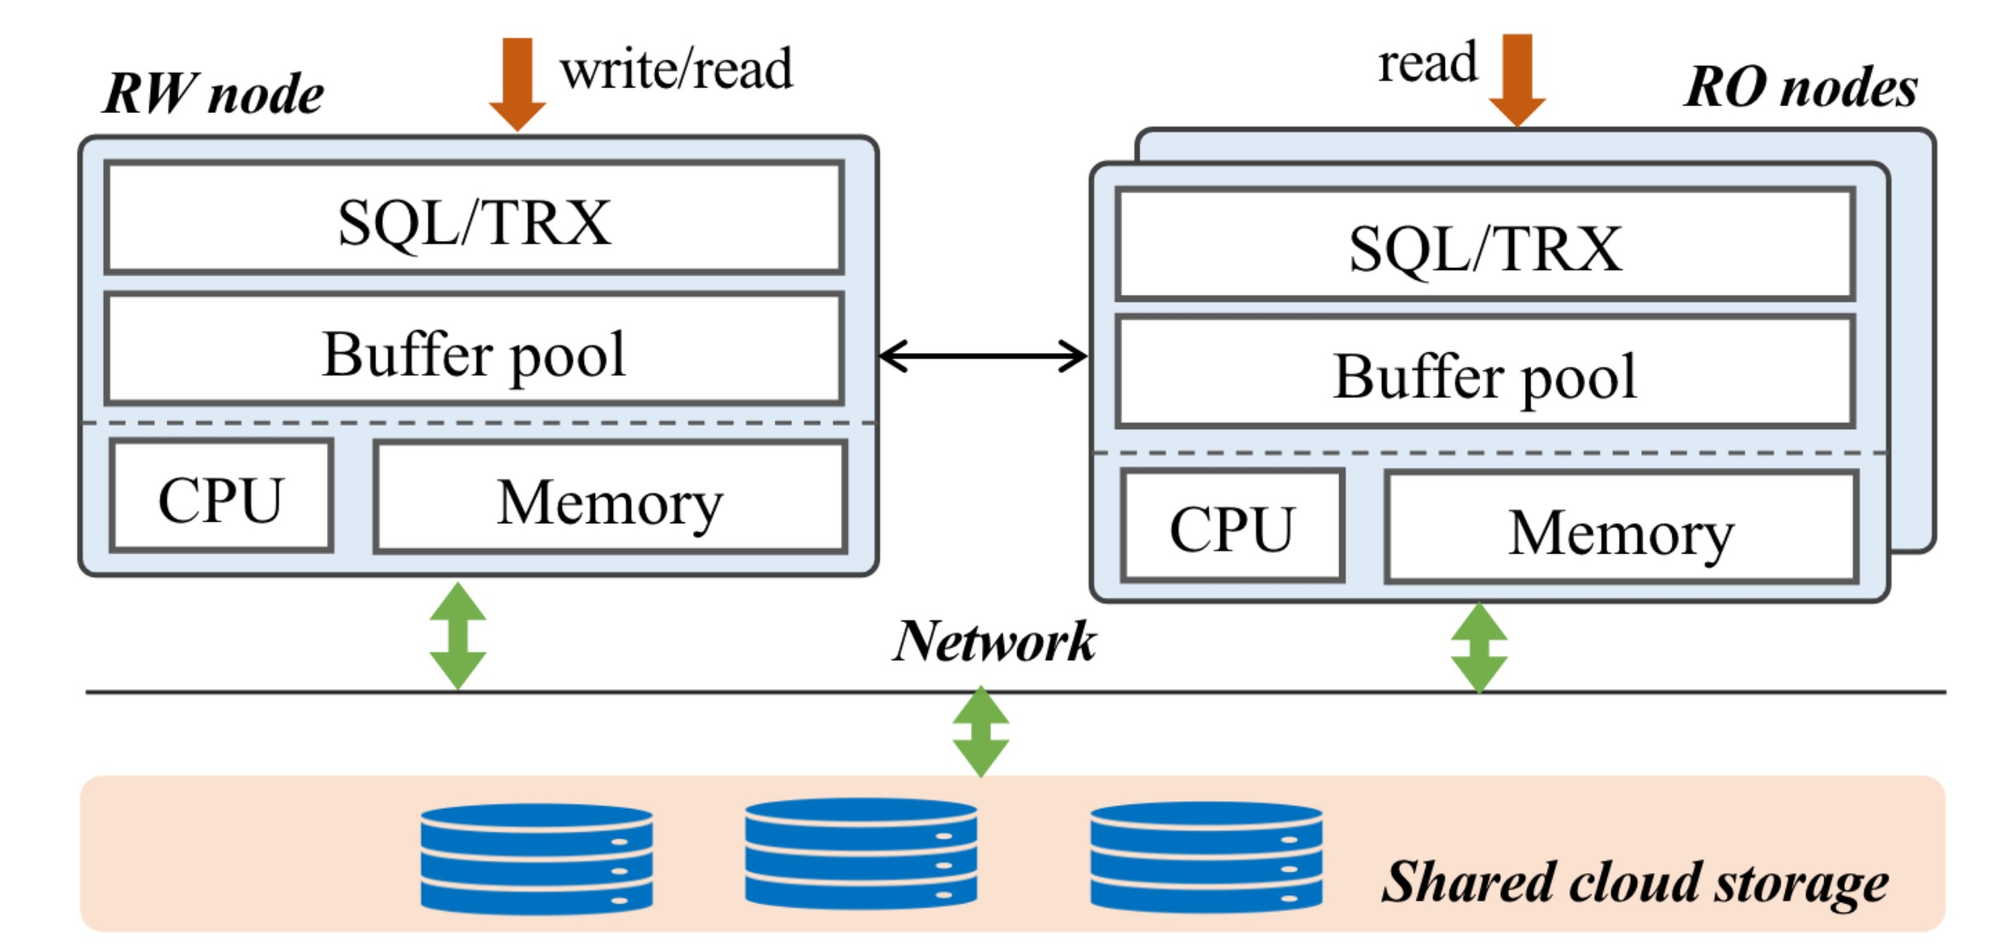 RW node
write/read
read
RO nodes
SQL/TRX
Buffer pool
CPU
Memory
SQL/TRX
Buffer pool
CPU
Memory
Network
Shared cloud storage